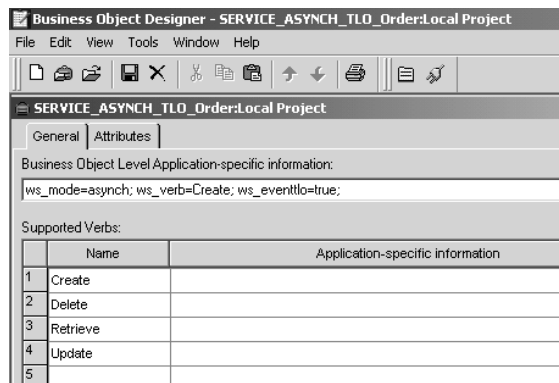 Business Object Designer - SERVICE_ASYNCH_TLO_Order:Local Project
File Edit View Tools Window Help
SERVICE_ASYNCH_TLO_Order:Local Project
General Attributes
Business Object Level Application-specific information:
ws_mode=asynch; ws_verb=Create; ws_eventtlo=true;
Supported Verbs:
Name Application-specific information
1 Create
2 Delete
3 Retrieve
4 Update
5